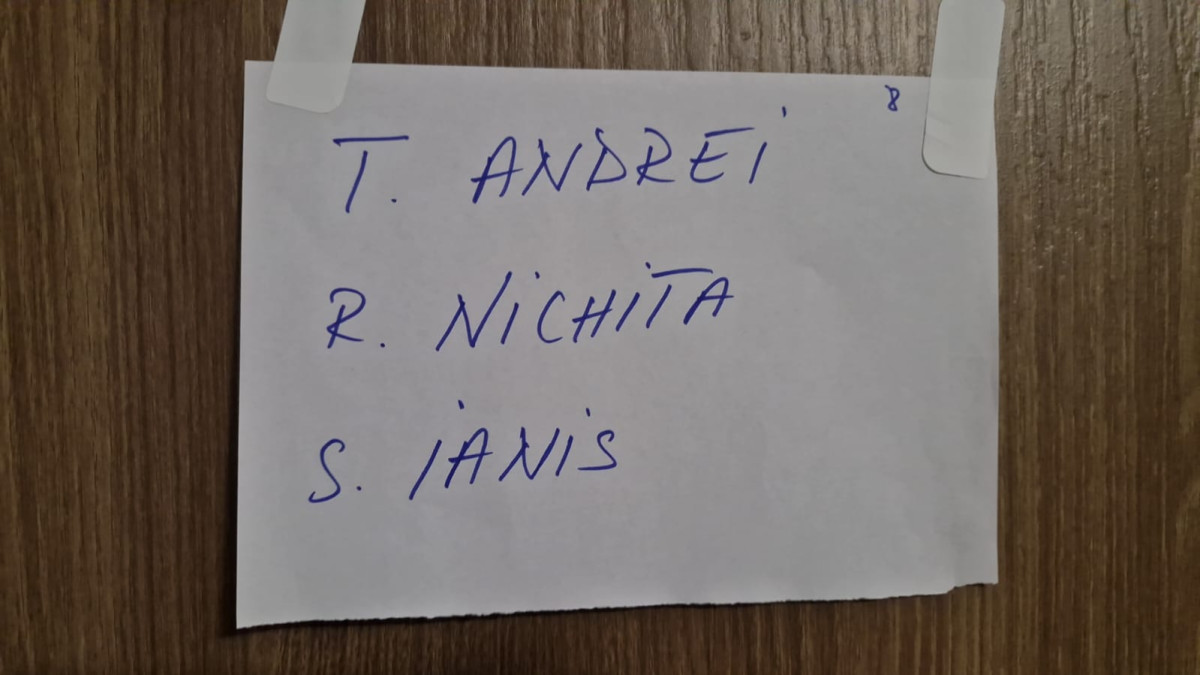 8
T. ANDREI
R. NICHITA
S. IANIS